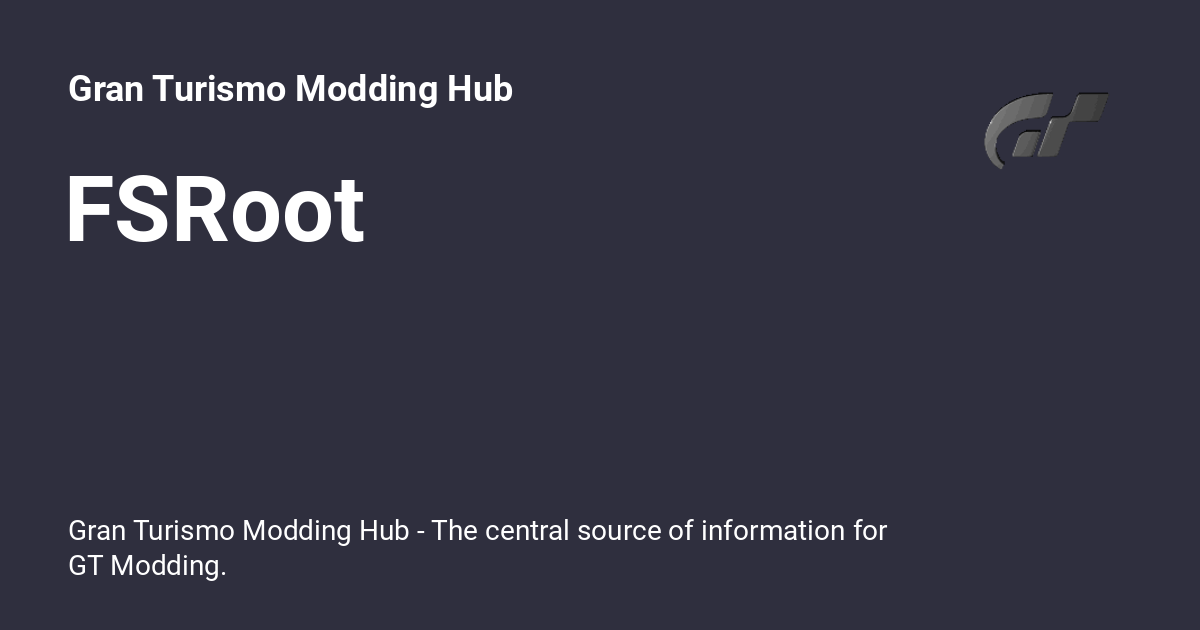 Gran Turismo Modding Hub
FSRoot
Gran Turismo Modding Hub - The central source of information for
GT Modding.